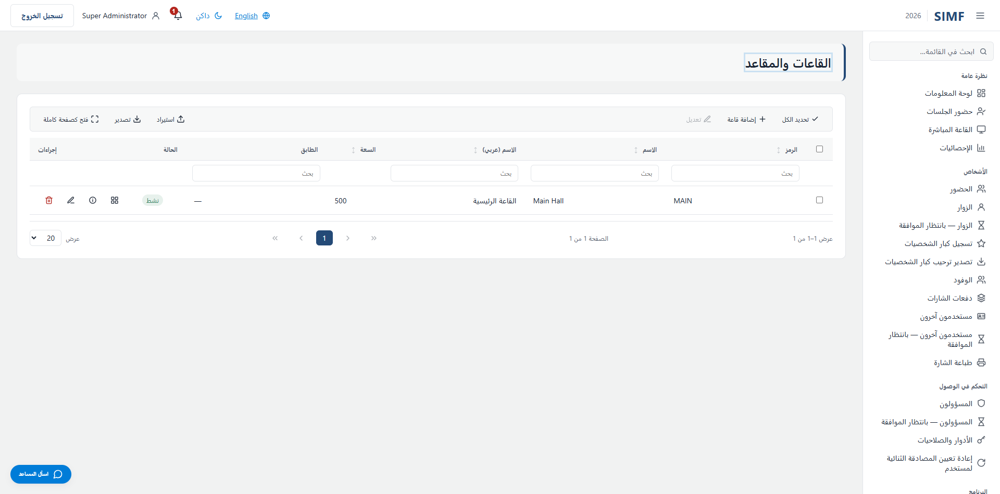 SIMF
2026
English
داكن
1
Super Administrator
تسجيل الخروج
ابحث في القائمة...
نظرة عامة
لوحة المعلومات
حضور الجلسات
القاعة المباشرة
الإحصائيات
الأشخاص
الحضور
الزوار
الزوار — بانتظار الموافقة
تسجيل كبار الشخصيات
تصدير ترحيب كبار الشخصيات
الوفود
دفعات الشارات
مستخدمون آخرون
مستخدمون آخرون — بانتظار
الموافقة
طباعة الشارة
التحكم في الوصول
المسؤولون
المسؤولون — بانتظار الموافقة
الأدوار والصلاحيات
إعادة تعيين المصادقة الثنائية
لمستخدم
البرنامج
القاعات والمقاعد
تحديد الكل
إضافة قاعة
تعديل
استيراد
تصدير
فتح كصفحة كاملة
الرمز
الاسم
الاسم (عربي)
السعة
الطابق
الحالة
إجراءات
بحث
بحث
بحث
بحث
MAIN
Main Hall
القاعة الرئيسية
500
—
نشط
عرض 1–1 من 1
الصفحة 1 من 1
1
عرض
20
اسأل المساعد